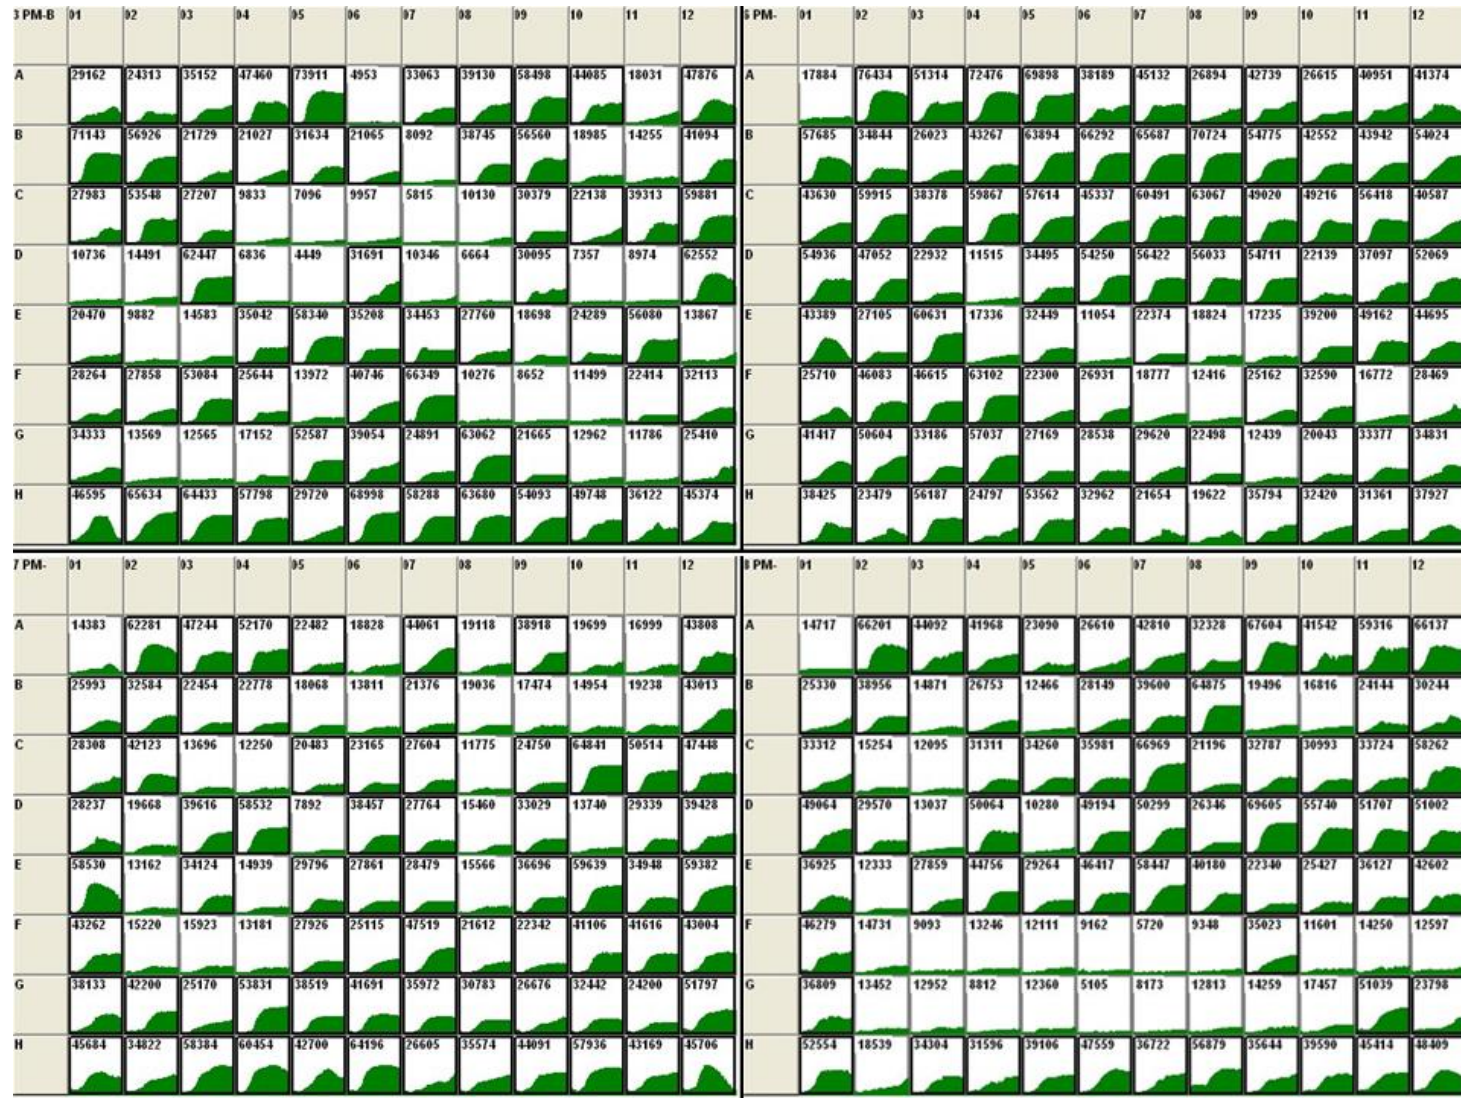 3 PM-B 01 02 03 04 05 06 07 08 09 10 11 12
A 29162 24313 35152 47460 73911 4953 33063 39130 58498 44085 18031 47876
B 71143 56926 21729 21027 31634 21065 8092 38745 56560 18985 14255 41094
C 27983 53548 27207 9833 7096 9957 5815 10130 30379 22138 39313 59881
D 10736 14491 62447 6836 4449 31691 10346 6664 30095 7357 8974 62552
E 20470 9882 14583 35042 58340 35208 34453 27760 18698 24289 56080 13867
F 28264 27858 53084 25644 13972 40746 66349 10276 8652 11499 22414 32113
G 34333 13569 12565 17152 52587 39054 24891 63062 21665 12962 11786 25410
H 46595 65634 64433 57798 29720 68998 58288 63680 54093 49748 36122 45374
6 PM- 01 02 03 04 05 06 07 08 09 10 11 12
A 17884 76434 51314 72476 69898 38189 45132 26894 42739 26615 40951 41374
B 57685 34844 26023 43267 63894 66292 65687 70724 54775 42552 43942 54024
C 43630 59915 38378 59867 57614 45337 60491 63067 49020 49216 56418 40587
D 54936 47052 22932 11515 34495 54250 56422 56033 54711 22139 37097 52069
E 43389 27105 60631 17336 32449 11054 22374 18824 17235 39200 49162 44695
F 25710 46083 46615 63102 22300 26931 18777 12416 25162 32590 16772 28469
G 41417 50604 33186 57037 27169 28538 29620 22498 12439 20043 33377 34831
H 38425 23479 56187 24797 53562 32962 21654 19622 35794 32420 31361 37927
7 PM- 01 02 03 04 05 06 07 08 09 10 11 12
A 14383 62281 47244 52170 22482 18828 44061 19118 38918 19699 16999 43808
B 25993 32584 22454 22778 18068 13811 21376 19036 17474 14954 19238 43013
C 28308 42123 13696 12250 20483 23165 27604 11775 24750 64841 50514 47448
D 28237 19668 39616 58532 7892 38457 27764 15460 33029 13740 29339 39428
E 58530 13162 34124 14939 29796 27861 28479 15566 36696 59639 34948 59382
F 43262 15220 15923 13181 27926 25115 47519 21612 22342 41106 41616 43004
G 38133 42200 25170 53831 38519 41691 35972 30783 26676 32442 24200 51797
H 45684 34822 58384 60454 42700 64196 26605 35574 44091 57936 43169 45706
8 PM- 01 02 03 04 05 06 07 08 09 10 11 12
A 14717 66201 44092 41968 23090 26610 42810 32328 67604 41542 59316 66137
B 25330 38956 14871 26753 12466 28149 39600 64875 19496 16816 24144 30244
C 33312 15254 12095 31311 34260 35981 66969 21196 32787 30993 33724 58262
D 49064 29570 13037 50064 10280 49194 50299 26346 69605 55740 51707 51002
E 36925 12333 27859 44756 29264 46417 58447 40180 22340 25427 36127 42602
F 46279 14731 9093 13246 12111 9162 5720 9348 35023 11601 14250 12597
G 36809 13452 12952 8812 12360 5105 8173 12813 14259 17457 51039 23798
H 52554 18539 34304 31596 39106 47559 36722 56879 35644 39590 45414 48409